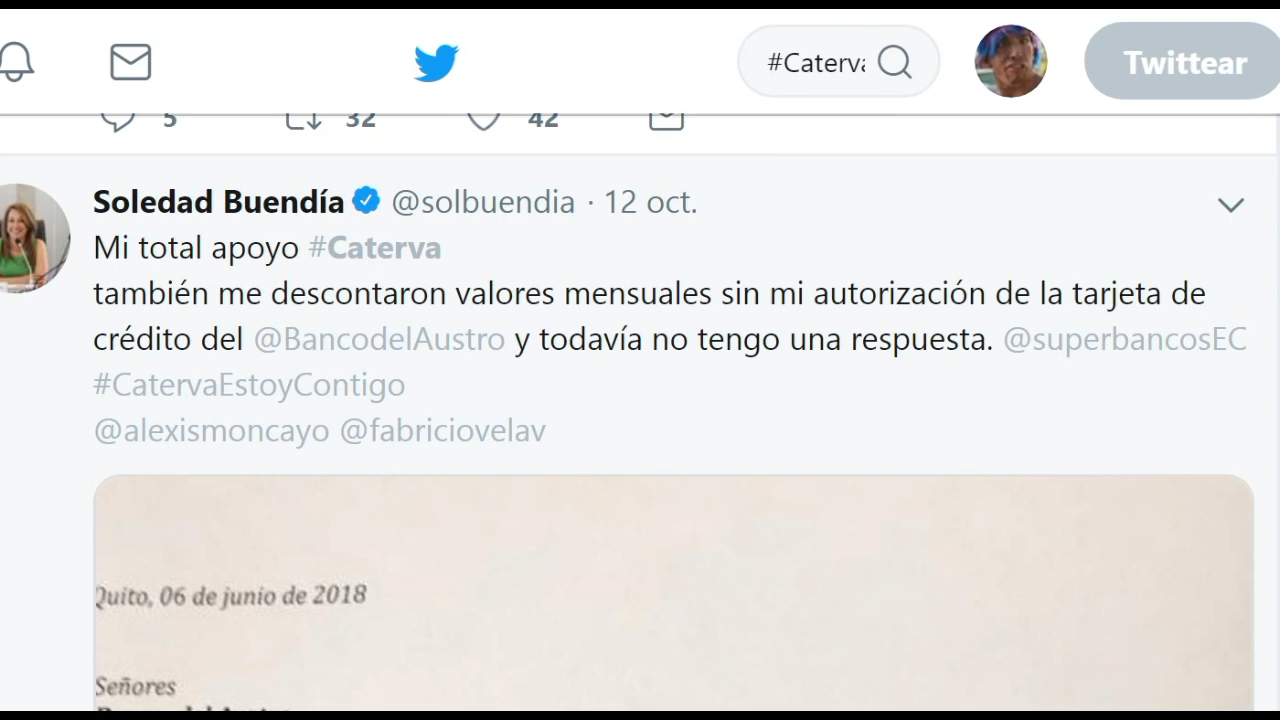 #Caterva
Twittear
5 32 42
Soledad Buendía @solbuendia · 12 oct.
Mi total apoyo #Caterva
también me descontaron valores mensuales sin mi autorización de la tarjeta de
crédito del @BancodelAustro y todavía no tengo una respuesta. @superbancosEC
#CatervaEstoyContigo
@alexismoncayo @fabriciovelav
Quito, 06 de junio de 2018
Señores